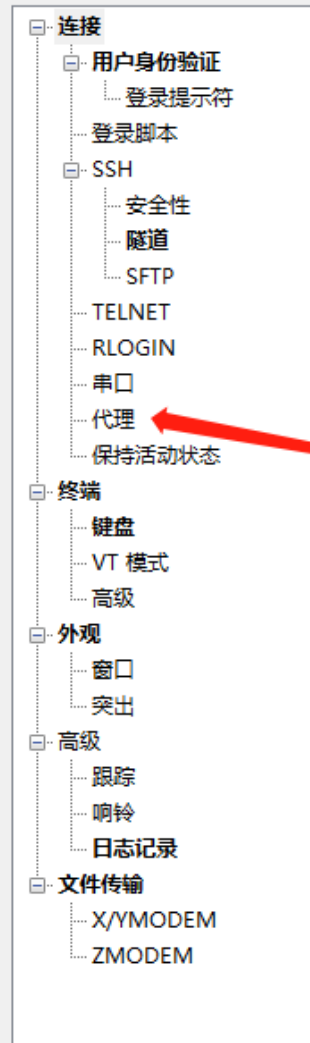 连接
用户身份验证
登录提示符
登录脚本
SSH
安全性
隧道
SFTP
TELNET
RLOGIN
串口
代理
保持活动状态
终端
键盘
VT 模式
高级
外观
窗口
突出
高级
跟踪
响铃
日志记录
文件传输
X/YMODEM
ZMODEM